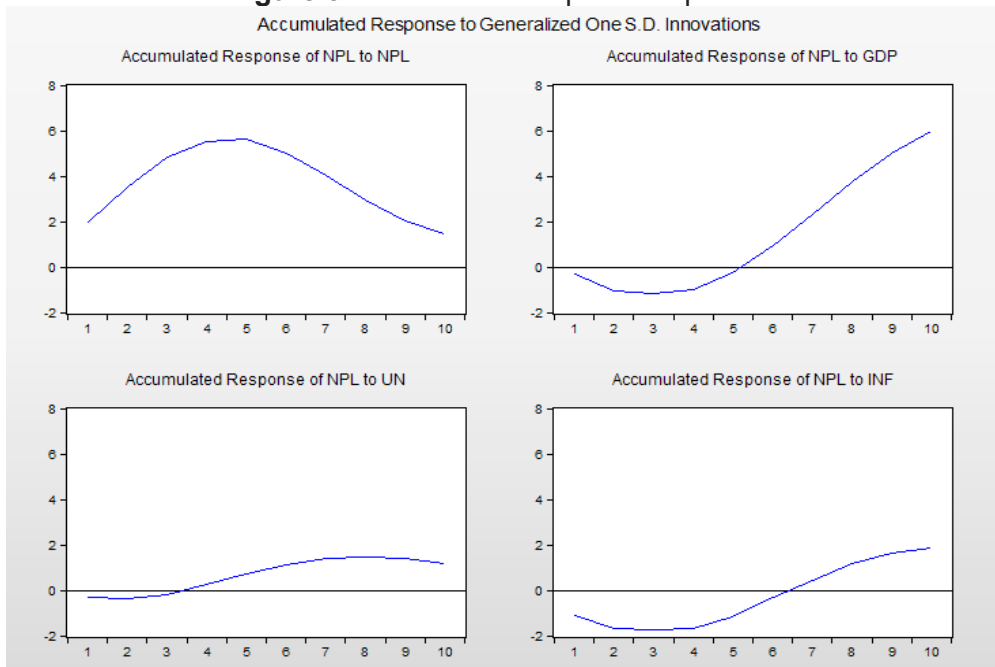 Accumulated Response to Generalized One S.D. Innovations
Accumulated Response of NPL to NPL
8
6
4
2
0
-2
1 2 3 4 5 6 7 8 9 10
Accumulated Response of NPL to GDP
8
6
4
2
0
-2
1 2 3 4 5 6 7 8 9 10
Accumulated Response of NPL to UN
8
6
4
2
0
-2
1 2 3 4 5 6 7 8 9 10
Accumulated Response of NPL to INF
8
6
4
2
0
-2
1 2 3 4 5 6 7 8 9 10